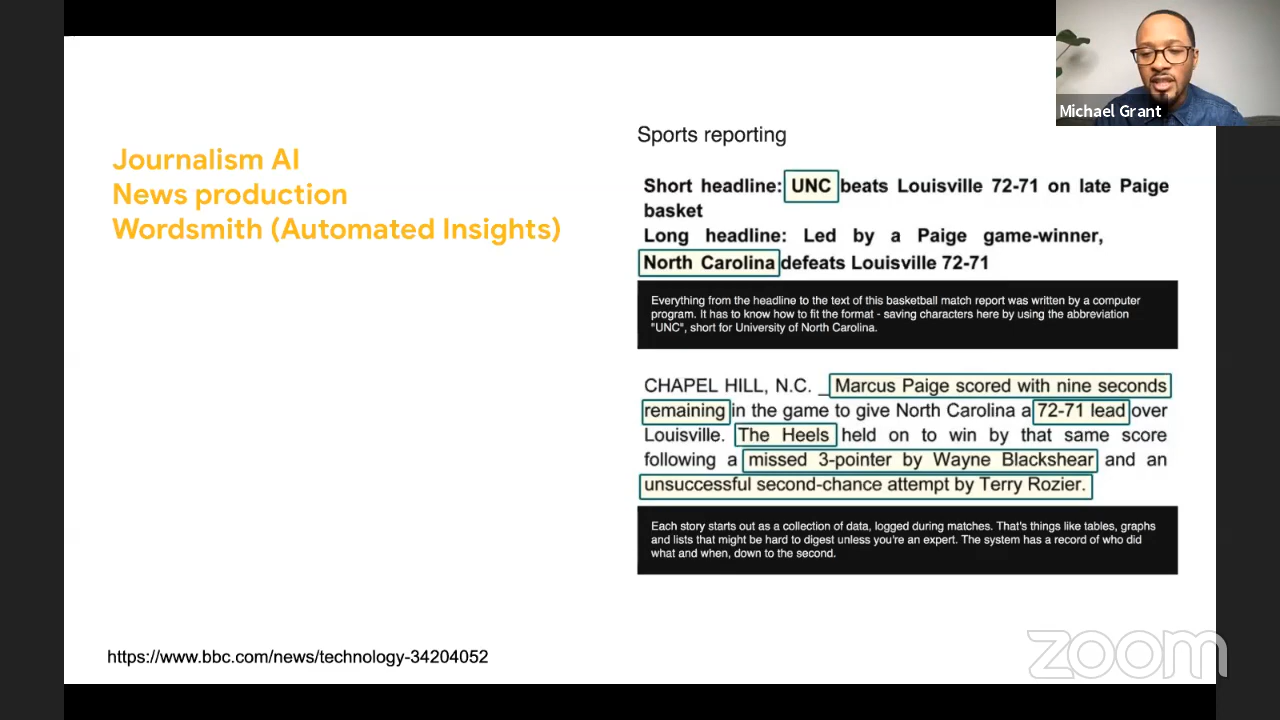 Michael Grant
Journalism AI
News production
Wordsmith (Automated Insights)
Sports reporting
Short headline: UNC beats Louisville 72-71 on late Paige
basket
Long headline: Led by a Paige game-winner,
North Carolina defeats Louisville 72-71
Everything from the headline to the text of this basketball match report was written by a computer
program. It has to know how to fit the format - saving characters here by using the abbreviation
"UNC", short for University of North Carolina.
CHAPEL HILL, N.C. _ Marcus Paige scored with nine seconds
remaining in the game to give North Carolina a 72-71 lead over
Louisville. The Heels held on to win by that same score
following a missed 3-pointer by Wayne Blackshear and an
unsuccessful second-chance attempt by Terry Rozier.
Each story starts out as a collection of data, logged during matches. That's things like tables, graphs
and lists that might be hard to digest unless you're an expert. The system has a record of who did
what and when, down to the second.
https://www.bbc.com/news/technology-34204052
zoom